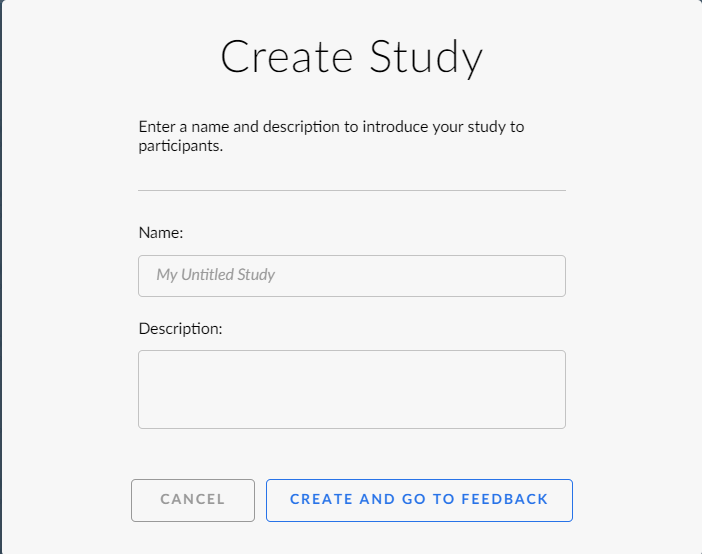 Create Study
Enter a name and description to introduce your study to
participants.
Name:
My Untitled Study
Description:
CANCEL
CREATE AND GO TO FEEDBACK